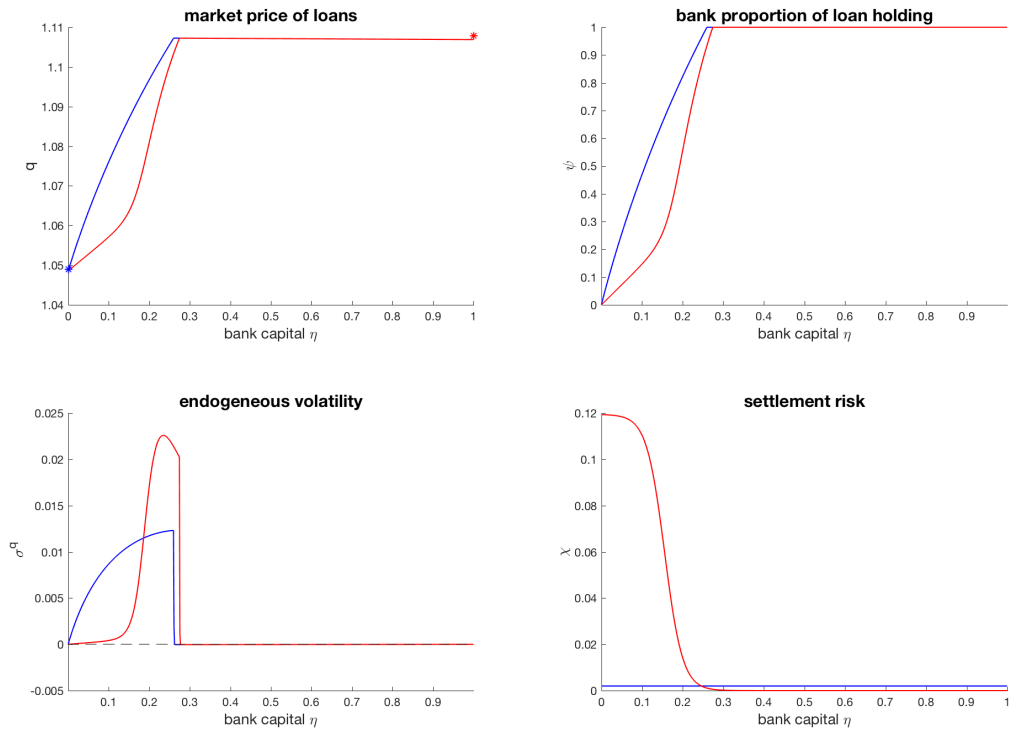 market price of loans
1.11
1.1
1.09
1.08
1.07
1.06
1.05
1.04
q
0 0.1 0.2 0.3 0.4 0.5 0.6 0.7 0.8 0.9 1
bank capital η
bank proportion of loan holding
1
0.9
0.8
0.7
0.6
0.5
0.4
0.3
0.2
0.1
0
ψ
0.1 0.2 0.3 0.4 0.5 0.6 0.7 0.8 0.9
bank capital η
endogeneous volatility
0.025
0.02
0.015
0.01
0.005
0
-0.005
σq
0.1 0.2 0.3 0.4 0.5 0.6 0.7 0.8 0.9
bank capital η
settlement risk
0.12
0.1
0.08
0.06
0.04
0.02
0
χ
0 0.1 0.2 0.3 0.4 0.5 0.6 0.7 0.8 0.9 1
bank capital η